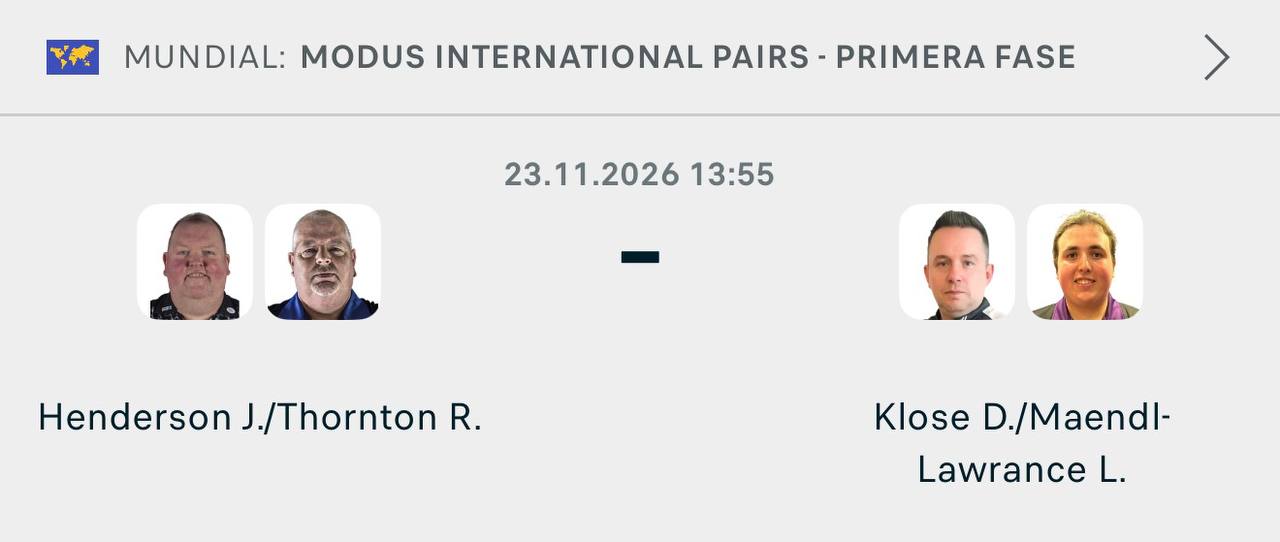 MUNDIAL: MODUS INTERNATIONAL PAIRS - PRIMERA FASE
23.11.2026 13:55
-
Henderson J./Thornton R.
Klose D./Maendl-
Lawrance L.